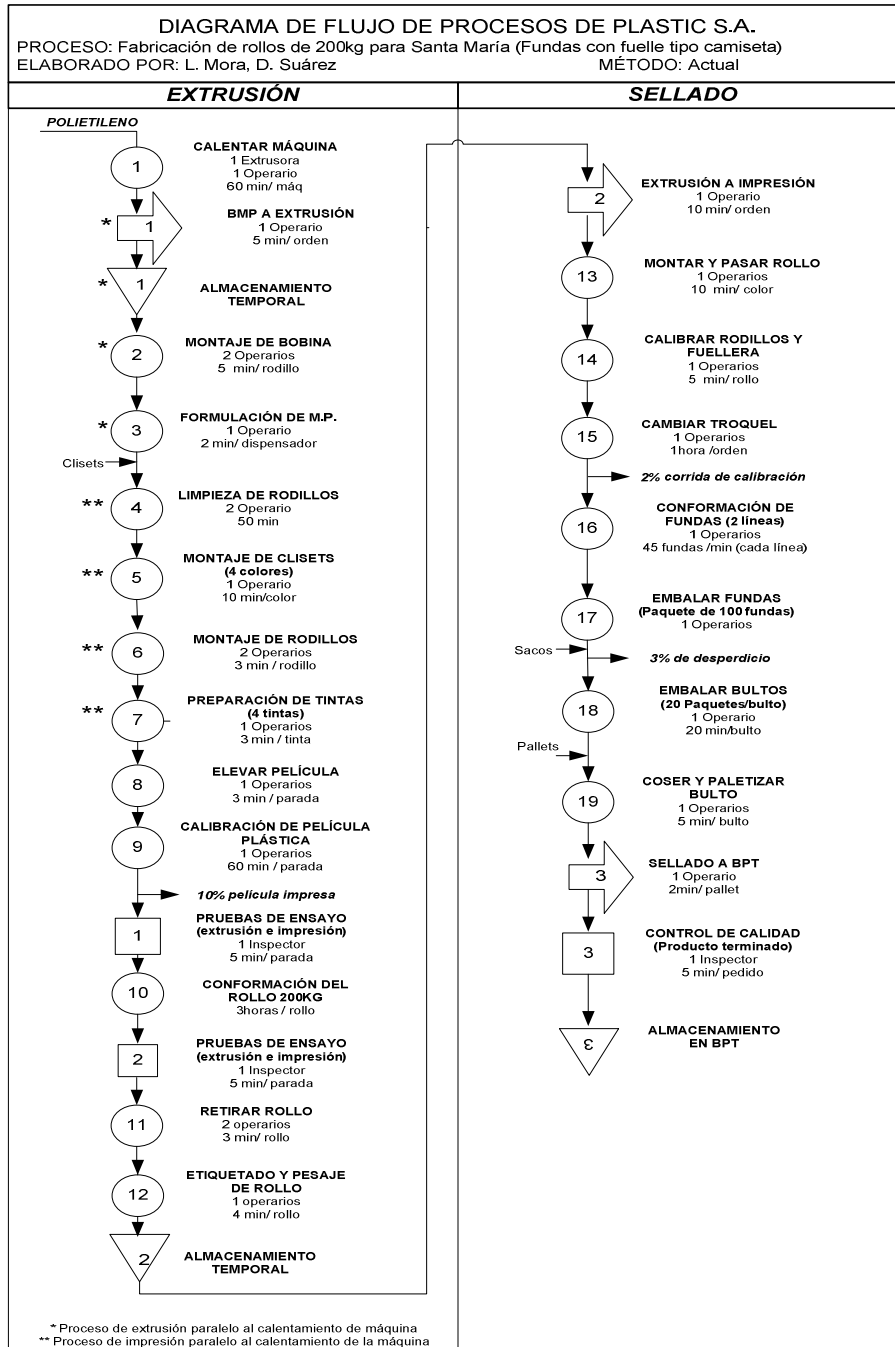 DIAGRAMA DE FLUJO DE PROCESOS DE PLASTIC S.A.
PROCESO: Fabricación de rollos de 200kg para Santa María (Fundas con fuelle tipo camiseta)
ELABORADO POR: L. Mora, D. Suárez MÉTODO: Actual
EXTRUSIÓN
POLIETILENO
1
CALENTAR MÁQUINA
1 Extrusora
1 Operario
60 min/ máq
* 1
BMP A EXTRUSIÓN
1 Operario
5 min/ orden
* 1
ALMACENAMIENTO
TEMPORAL
* 2
MONTAJE DE BOBINA
2 Operarios
5 min/ rodillo
* 3
FORMULACIÓN DE M.P.
1 Operario
2 min/ dispensador
Clisets
** 4
LIMPIEZA DE RODILLOS
2 Operario
50 min
** 5
MONTAJE DE CLISETS
(4 colores)
1 Operario
10 min/color
** 6
MONTAJE DE RODILLOS
2 Operarios
3 min / rodillo
** 7
PREPARACIÓN DE TINTAS
(4 tintas)
1 Operarios
3 min / tinta
8
ELEVAR PELÍCULA
1 Operarios
3 min / parada
9
CALIBRACIÓN DE PELÍCULA
PLÁSTICA
1 Operarios
60 min / parada
10% película impresa
1
PRUEBAS DE ENSAYO
(extrusión e impresión)
1 Inspector
5 min/ parada
10
CONFORMACIÓN DEL
ROLLO 200KG
3horas / rollo
2
PRUEBAS DE ENSAYO
(extrusión e impresión)
1 Inspector
5 min/ parada
11
RETIRAR ROLLO
2 operarios
3 min/ rollo
12
ETIQUETADO Y PESAJE
DE ROLLO
1 operarios
4 min/ rollo
2
ALMACENAMIENTO
TEMPORAL
* Proceso de extrusión paralelo al calentamiento de máquina
** Proceso de impresión paralelo al calentamiento de la máquina
SELLADO
2
EXTRUSIÓN A IMPRESIÓN
1 Operario
10 min/ orden
13
MONTAR Y PASAR ROLLO
1 Operarios
10 min/ color
14
CALIBRAR RODILLOS Y
FUELLERA
1 Operarios
5 min/ rollo
15
CAMBIAR TROQUEL
1 Operarios
1hora /orden
2% corrida de calibración
16
CONFORMACIÓN DE
FUNDAS (2 líneas)
1 Operarios
45 fundas /min (cada línea)
17
EMBALAR FUNDAS
(Paquete de 100 fundas)
1 Operarios
Sacos
3% de desperdicio
18
EMBALAR BULTOS
(20 Paquetes/bulto)
1 Operario
20 min/bulto
Pallets
19
COSER Y PALETIZAR
BULTO
1 Operarios
5 min/ bulto
3
SELLADO A BPT
1 Operario
2min/ pallet
3
CONTROL DE CALIDAD
(Producto terminado)
1 Inspector
5 min/ pedido
3
ALMACENAMIENTO
EN BPT